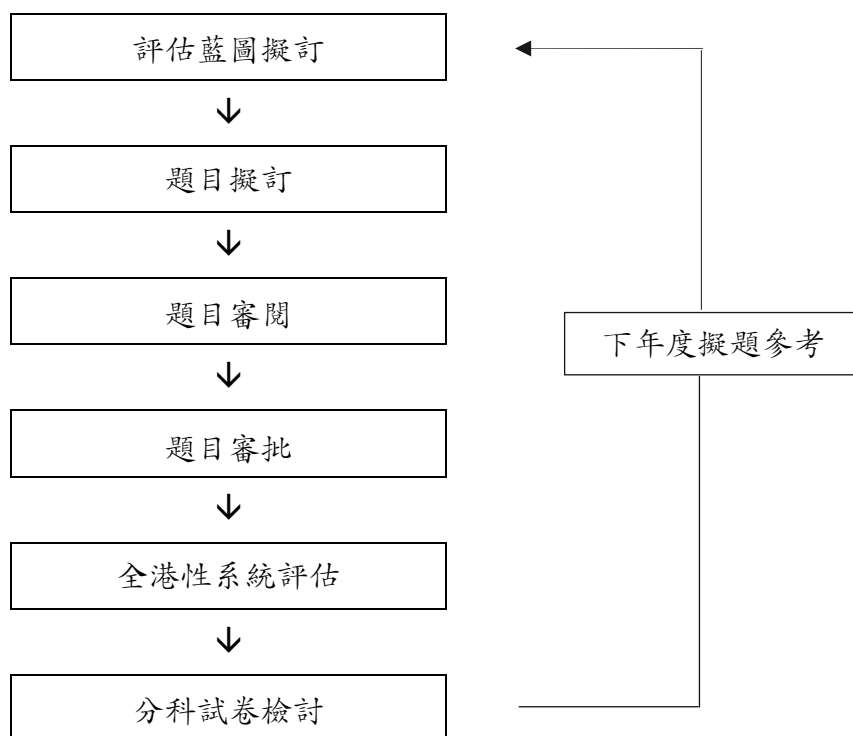 評估藍圖擬訂
題目擬訂
題目審閱
下年度擬題參考
題目審批
全港性系統評估
分科試卷檢討